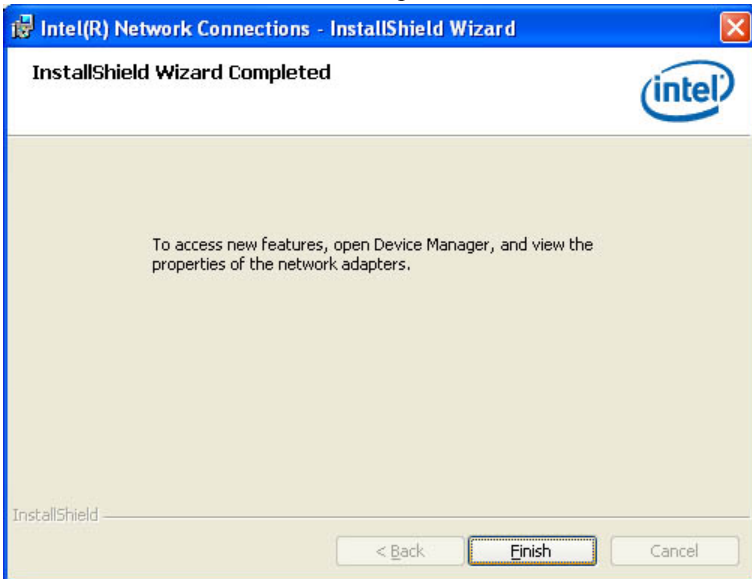 Intel(R) Network Connections - InstallShield Wizard
InstallShield Wizard Completed
intel
To access new features, open Device Manager, and view the
properties of the network adapters.
InstallShield
< Back
Finish
Cancel